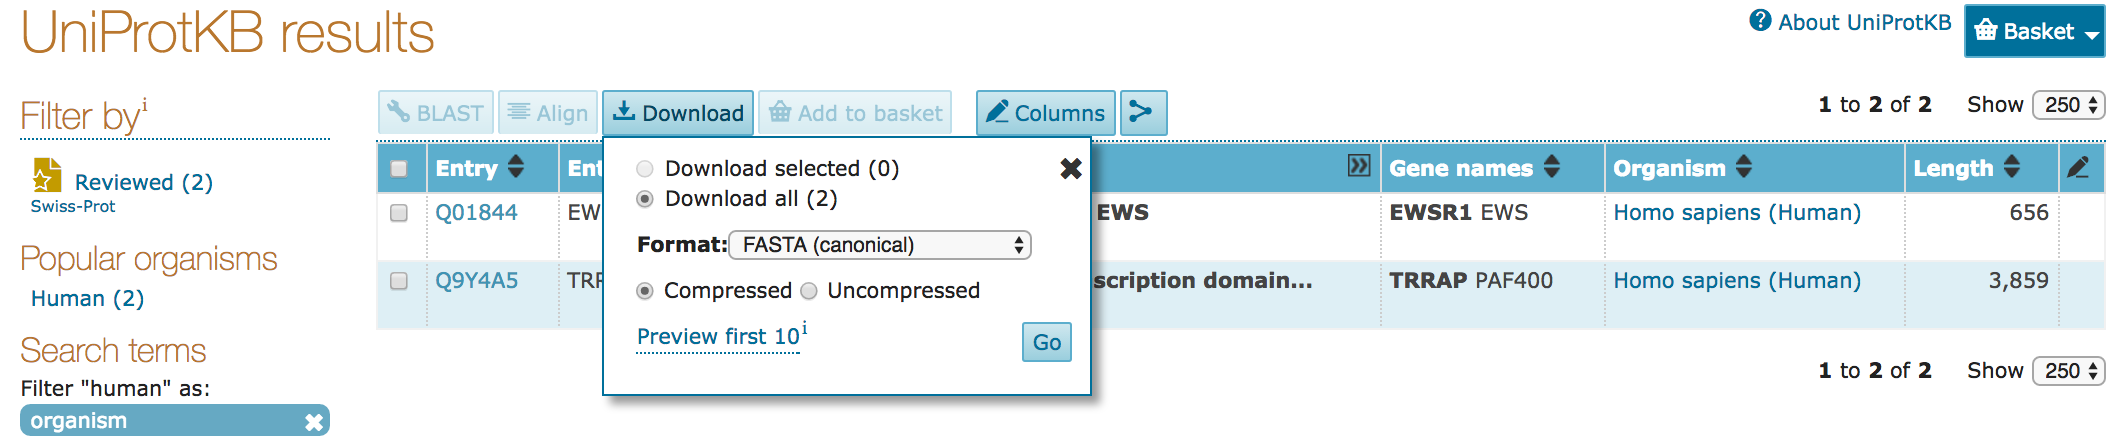 UniProtKB results
About UniProtKB
Basket
Filter by i
BLAST
Align
Download
Add to basket
Columns
1 to 2 of 2
Show 250
Reviewed (2)
Swiss-Prot
Popular organisms
Human (2)
Search terms
Filter "human" as:
organism
Download selected (0)
Download all (2)
Format: FASTA (canonical)
Compressed Uncompressed
Preview first 10 i
Go
Entry Ent Gene names Organism Length
Q01844 EW EWS EWSR1 EWS Homo sapiens (Human) 656
Q9Y4A5 TRR scription domain... TRRAP PAF400 Homo sapiens (Human) 3,859
1 to 2 of 2
Show 250